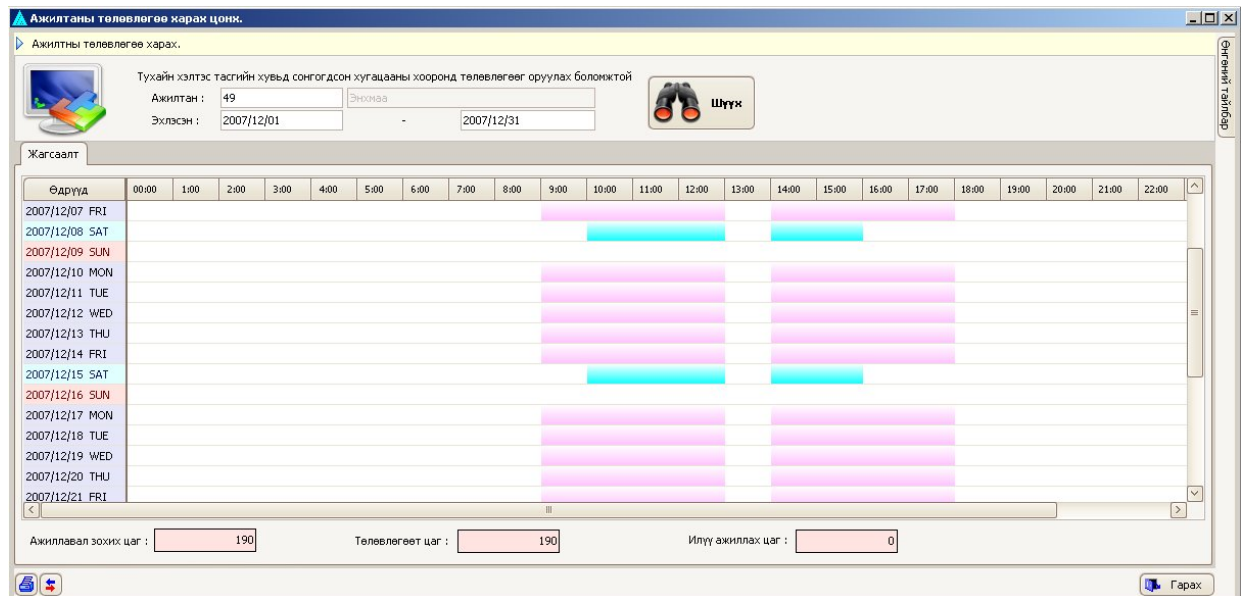 Ажилтаны төлөвлөгөө харах цонх.
Ажилтны төлөвлөгөө харах.
Өнгөний тайлбар
Тухайн хэлтэс тасгийн хувьд сонгогдсон хугацааны хооронд төлөвлөгөөг оруулах боломжтой
Ажилтан : 49 Энхмаа
Шүүх
Эхлэсэн : 2007/12/01 - 2007/12/31
Жагсаалт
Өдрүүд 00:00 1:00 2:00 3:00 4:00 5:00 6:00 7:00 8:00 9:00 10:00 11:00 12:00 13:00 14:00 15:00 16:00 17:00 18:00 19:00 20:00 21:00 22:00
2007/12/07 FRI
2007/12/08 SAT
2007/12/09 SUN
2007/12/10 MON
2007/12/11 TUE
2007/12/12 WED
2007/12/13 THU
2007/12/14 FRI
2007/12/15 SAT
2007/12/16 SUN
2007/12/17 MON
2007/12/18 TUE
2007/12/19 WED
2007/12/20 THU
2007/12/21 FRI
Ажиллавал зохих цаг : 190 Төлөвлөгөөт цаг : 190 Илүү ажиллах цаг : 0
Гарах